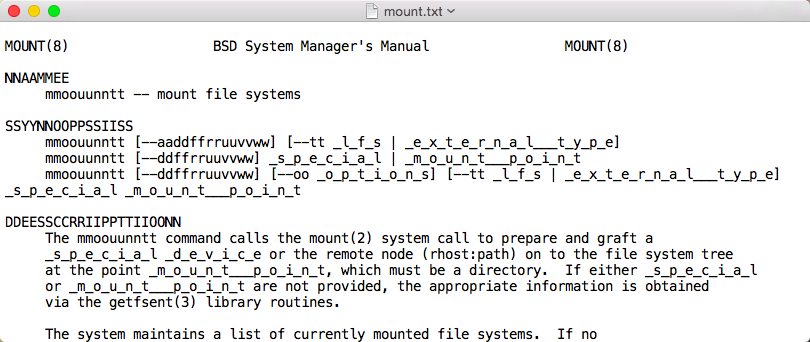 mount.txt
MOUNT(8) BSD System Manager's Manual MOUNT(8)
NNAAMMEE
mmoouunntt -- mount file systems
SSYYNNOOPPSSIISS
mmoouunntt [--aaddffrruuvvww] [--tt _l_f_s | _e_x_t_e_r_n_a_l___t_y_p_e]
mmoouunntt [--ddffrruuvvww] _s_p_e_c_i_a_l | _m_o_u_n_t___p_o_i_n_t
mmoouunntt [--ddffrruuvvww] [--oo _o_p_t_i_o_n_s] [--tt _l_f_s | _e_x_t_e_r_n_a_l___t_y_p_e]
_s_p_e_c_i_a_l _m_o_u_n_t___p_o_i_n_t
DDEESSCCRRIIPPTTIIOONN
The mmoouunntt command calls the mount(2) system call to prepare and graft a
_s_p_e_c_i_a_l _d_e_v_i_c_e or the remote node (rhost:path) on to the file system tree
at the point _m_o_u_n_t___p_o_i_n_t, which must be a directory.  If either _s_p_e_c_i_a_l
or _m_o_u_n_t___p_o_i_n_t are not provided, the appropriate information is obtained
via the getfsent(3) library routines.
The system maintains a list of currently mounted file systems.  If no